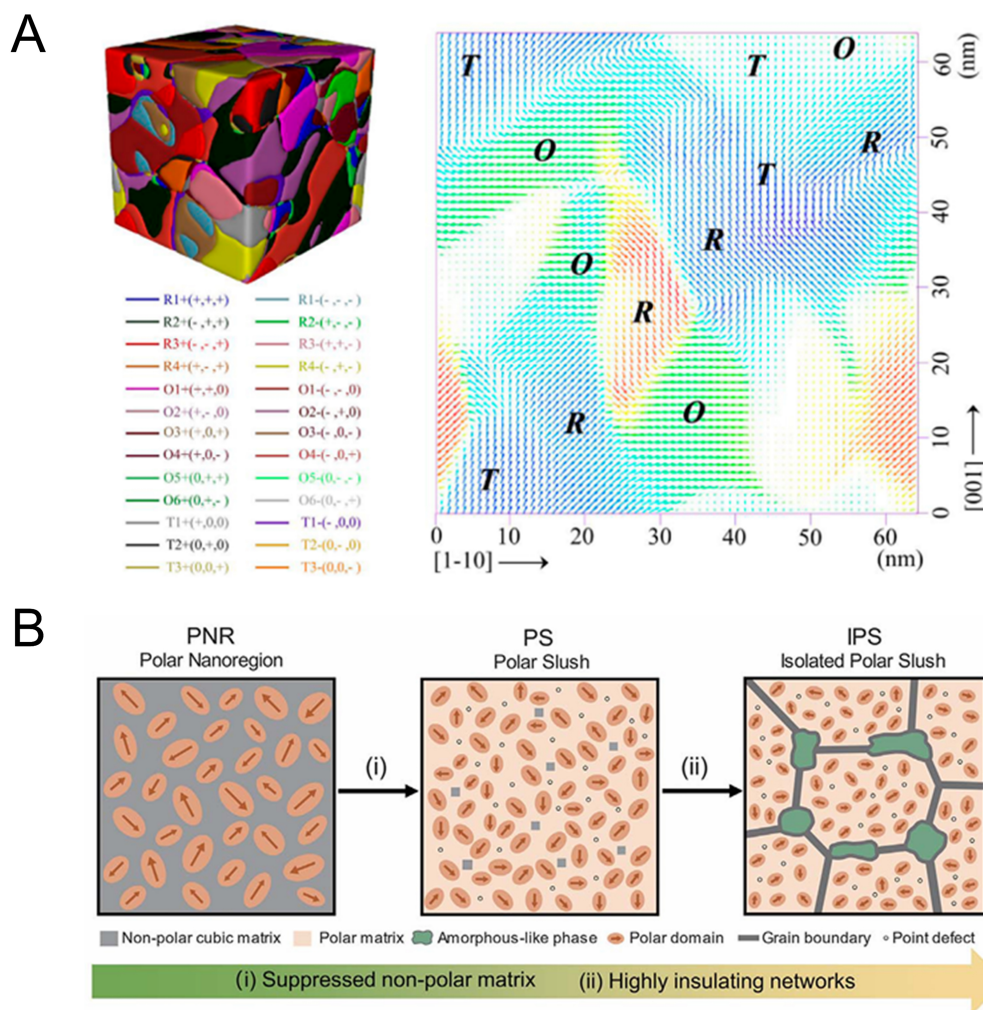 A
R1+(+,+,+) R1-(-,-,-)
R2+(-,+,+) R2-(+,-,-)
R3+(-,-,+) R3-(+,+,-)
R4+(+,-,+) R4-(-,+,-)
O1+(+,+,0) O1-(-,-,0)
O2+(+,-,0) O2-(-,+,0)
O3+(+,0,+) O3-(-,0,-)
O4+(+,0,-) O4-(-,0,+)
O5+(0,+,+) O5-(0,-,-)
O6+(0,+,-) O6-(0,-,+)
T1+(+,0,0) T1-(-,0,0)
T2+(0,+,0) T2-(0,-,0)
T3+(0,0,+) T3-(0,0,-)
T T O
O T R
R
O
R
R O
T
60 (nm)
50
40
30
20
10
0
[001]
0 10 20 30 40 50 60
[1-10] (nm)
B
PNR
Polar Nanoregion
PS
Polar Slush
IPS
Isolated Polar Slush
(i)
(ii)
Non-polar cubic matrix Polar matrix Amorphous-like phase Polar domain Grain boundary Point defect
(i) Suppressed non-polar matrix (ii) Highly insulating networks